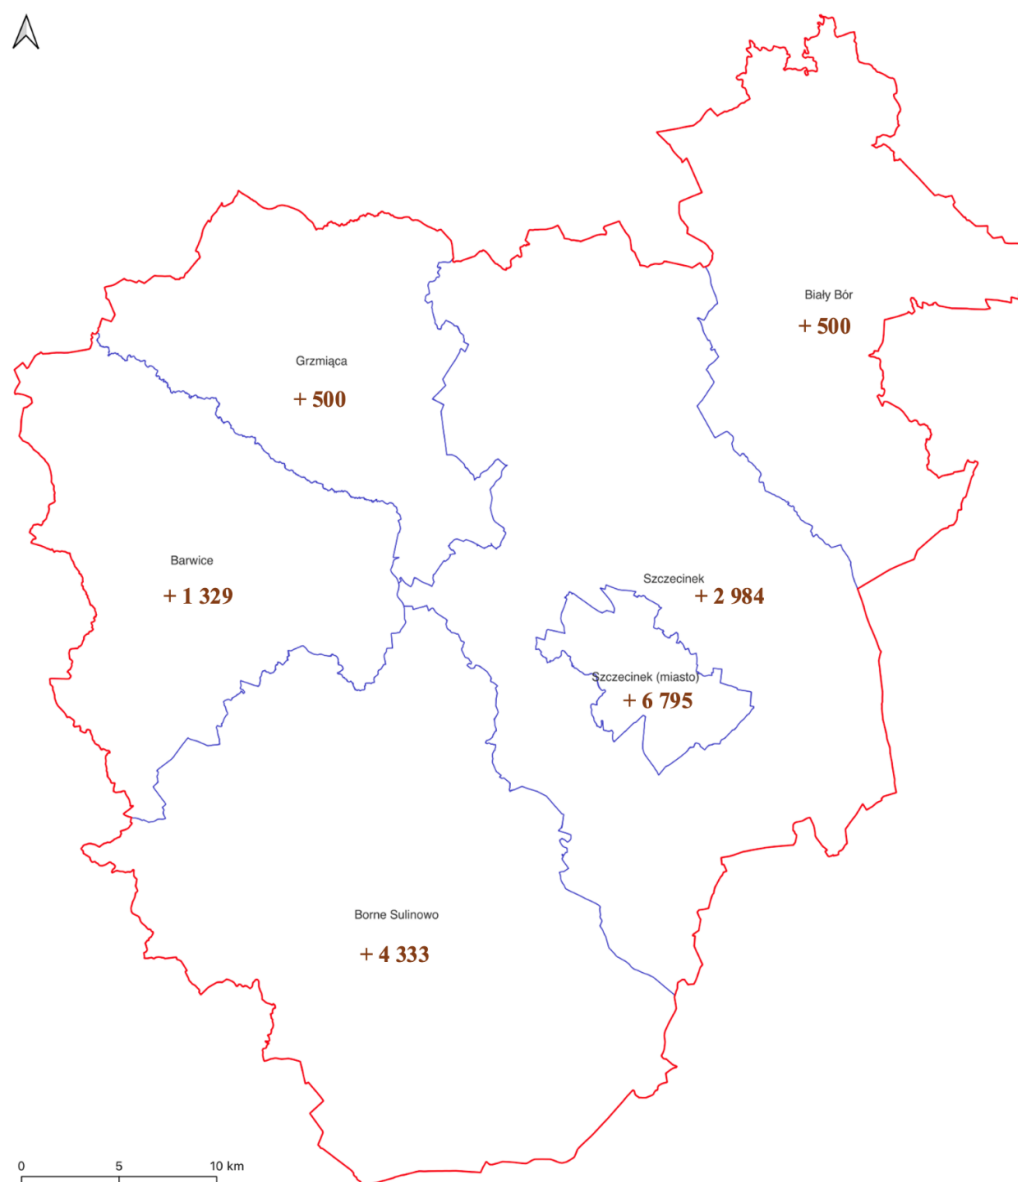 Biały Bór
+ 500
Grzmiąca
+ 500
Barwice
+ 1 329
Szczecinek
+ 2 984
Szczecinek (miasto)
+ 6 795
Borne Sulinowo
+ 4 333
0 5 10 km